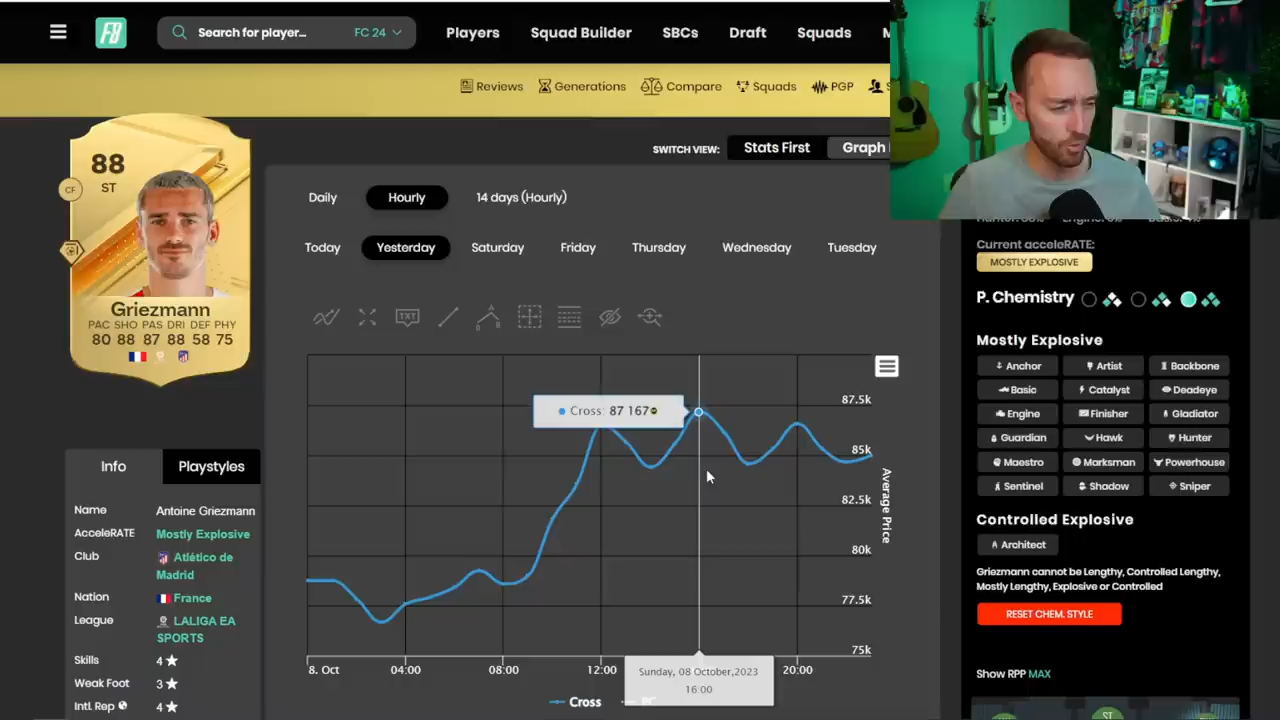 FB
Search for player...
FC 24
Players
Squad Builder
SBCs
Draft
Squads
M
Reviews
Generations
Compare
Squads
PGP
S
88
ST
CF
Griezmann
PAC SHO PAS DRI DEF PHY
80 88 87 88 58 75
SWITCH VIEW:
Stats First
Graph
Daily
Hourly
14 days (Hourly)
Today
Yesterday
Saturday
Friday
Thursday
Wednesday
Tuesday
TXT
Cross: 87 167
87.5k
85k
82.5k
80k
77.5k
75k
Average Price
8. Oct
04:00
08:00
12:00
20:00
Sunday, 08 October,2023
16:00
Cross
PC
Info
Playstyles
Name
Antoine Griezmann
AcceleRATE
Mostly Explosive
Club
Atlético de
Madrid
Nation
France
League
LALIGA EA
SPORTS
Skills
4
Weak Foot
3
Intl. Rep
4
Current acceleRATE:
MOSTLY EXPLOSIVE
P. Chemistry
Mostly Explosive
Anchor
Artist
Backbone
Basic
Catalyst
Deadeye
Engine
Finisher
Gladiator
Guardian
Hawk
Hunter
Maestro
Marksman
Powerhouse
Sentinel
Shadow
Sniper
Controlled Explosive
Architect
Griezmann cannot be Lengthy, Controlled Lengthy,
Mostly Lengthy, Explosive or Controlled
RESET CHEM. STYLE
Show RPP MAX
ST